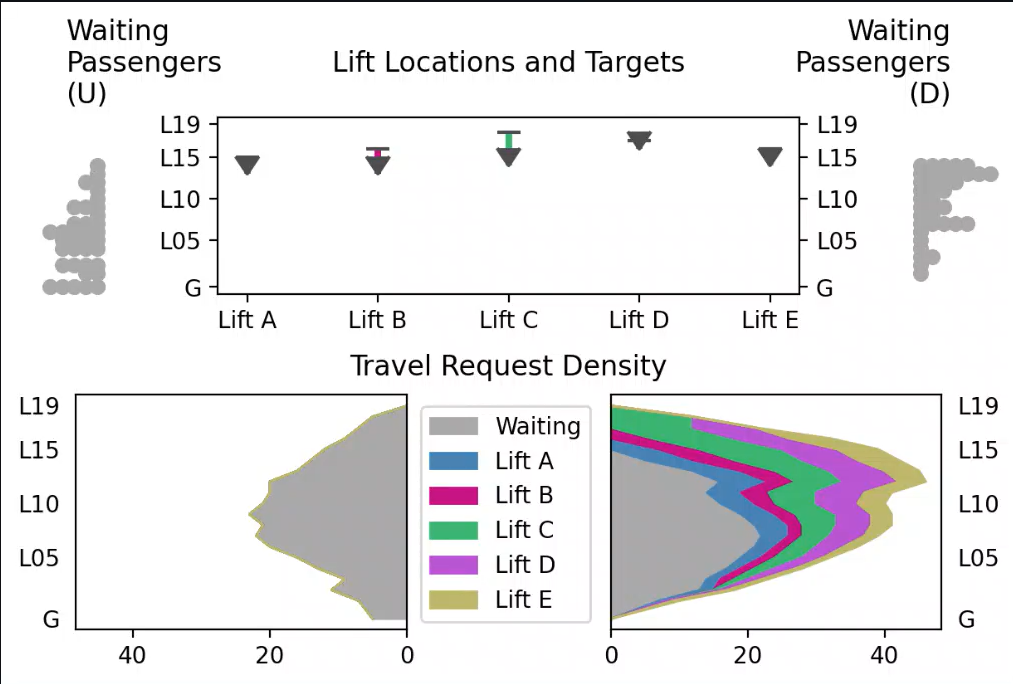 Waiting
Passengers
(U)
Lift Locations and Targets
Waiting
Passengers
(D)
L19
L15
L10
L05
G
L19
L15
L10
L05
G
Lift A
Lift B
Lift C
Lift D
Lift E
Travel Request Density
L19
L15
L10
L05
G
40
20
0
Waiting
Lift A
Lift B
Lift C
Lift D
Lift E
L19
L15
L10
L05
G
0
20
40